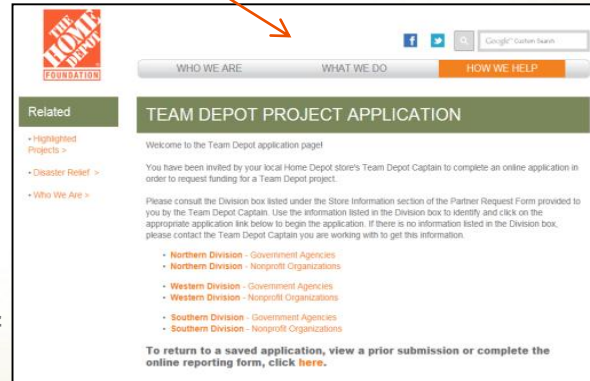 THE
HOME
DEPOT
FOUNDATION
Google™ Custom Search
WHO WE ARE
WHAT WE DO
HOW WE HELP
Related
• Highlighted
Projects >
• Disaster Relief >
• Who We Are >
TEAM DEPOT PROJECT APPLICATION
Welcome to the Team Depot application page!
You have been invited by your local Home Depot store's Team Depot Captain to complete an online application in
order to request funding for a Team Depot project.
Please consult the Division box listed under the Store Information section of the Partner Request Form provided to
you by the Team Depot Captain. Use the information listed in the Division box to identify and click on the
appropriate application link below to begin the application. If there is no information listed in the Division box,
please contact the Team Depot Captain you are working with to get this information.
• Northern Division - Government Agencies
• Northern Division - Nonprofit Organizations
• Western Division - Government Agencies
• Western Division - Nonprofit Organizations
• Southern Division - Government Agencies
• Southern Division - Nonprofit Organizations
To return to a saved application, view a prior submission or complete the
online reporting form, click here.